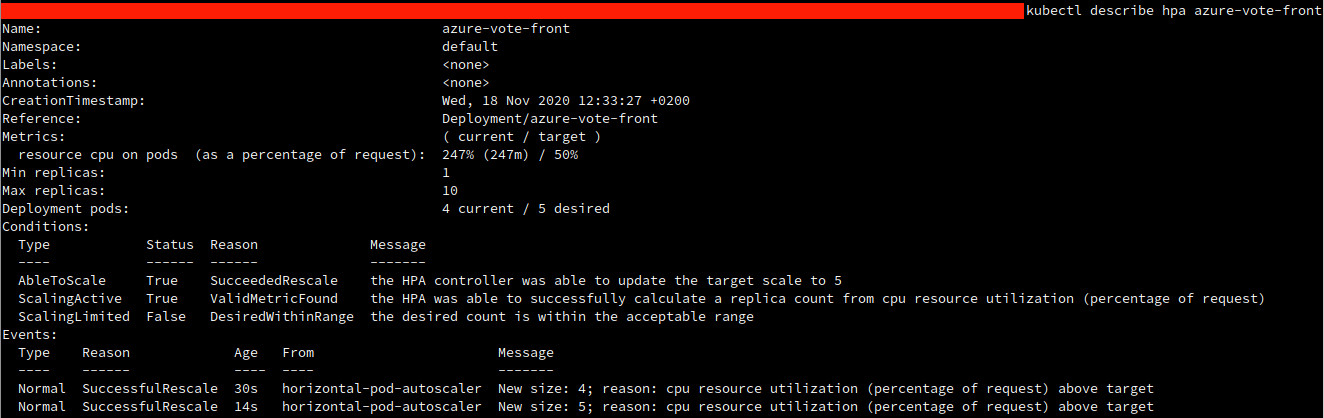 kubectl describe hpa azure-vote-front
Name: azure-vote-front
Namespace: default
Labels: <none>
Annotations: <none>
CreationTimestamp: Wed, 18 Nov 2020 12:33:27 +0200
Reference: Deployment/azure-vote-front
Metrics: ( current / target )
resource cpu on pods (as a percentage of request): 247% (247m) / 50%
Min replicas: 1
Max replicas: 10
Deployment pods: 4 current / 5 desired
Conditions:
Type Status Reason Message
---- ------ ------ -------
AbleToScale True SucceededRescale the HPA controller was able to update the target scale to 5
ScalingActive True ValidMetricFound the HPA was able to successfully calculate a replica count from cpu resource utilization (percentage of request)
ScalingLimited False DesiredWithinRange the desired count is within the acceptable range
Events:
Type Reason Age From Message
---- ------ ---- ---- -------
Normal SuccessfulRescale 30s horizontal-pod-autoscaler New size: 4; reason: cpu resource utilization (percentage of request) above target
Normal SuccessfulRescale 14s horizontal-pod-autoscaler New size: 5; reason: cpu resource utilization (percentage of request) above target